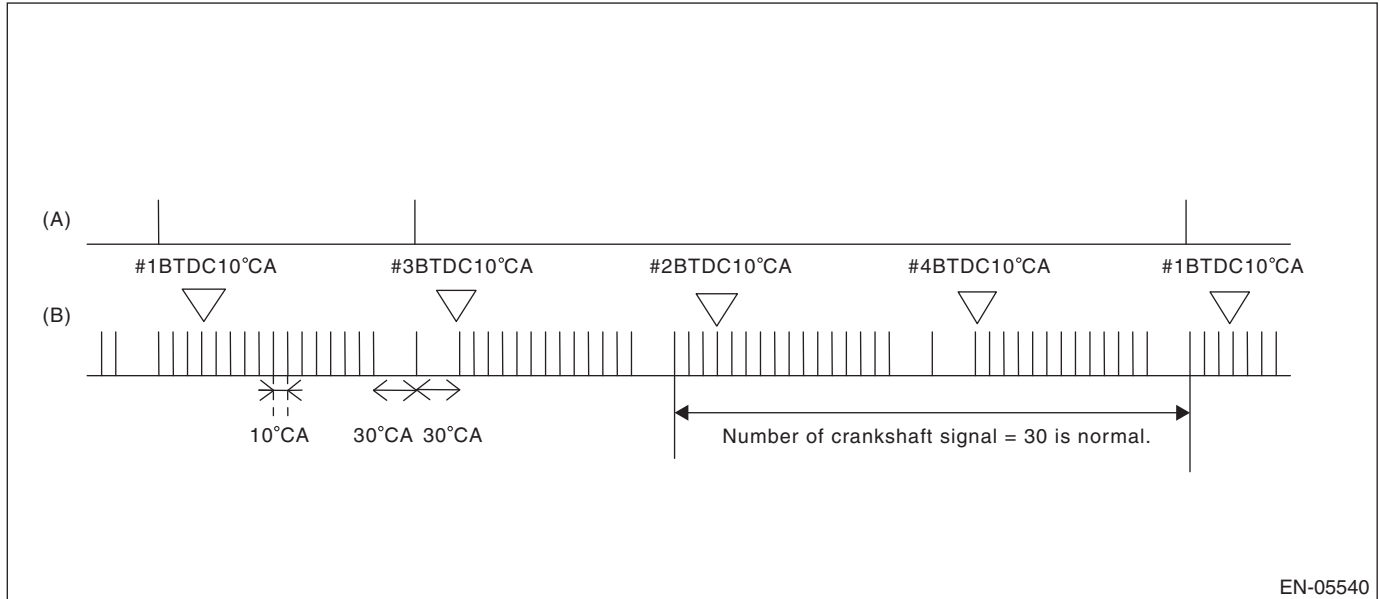 (A)
#1BTDC10°CA #3BTDC10°CA #2BTDC10°CA #4BTDC10°CA #1BTDC10°CA
(B)
10°CA 30°CA 30°CA Number of crankshaft signal = 30 is normal.
EN-05540